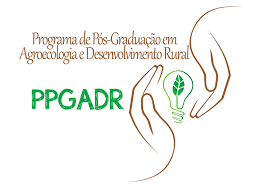 Programa de Pós-Graduação em
Agroecologia e Desenvolvimento Rural
PPGADR